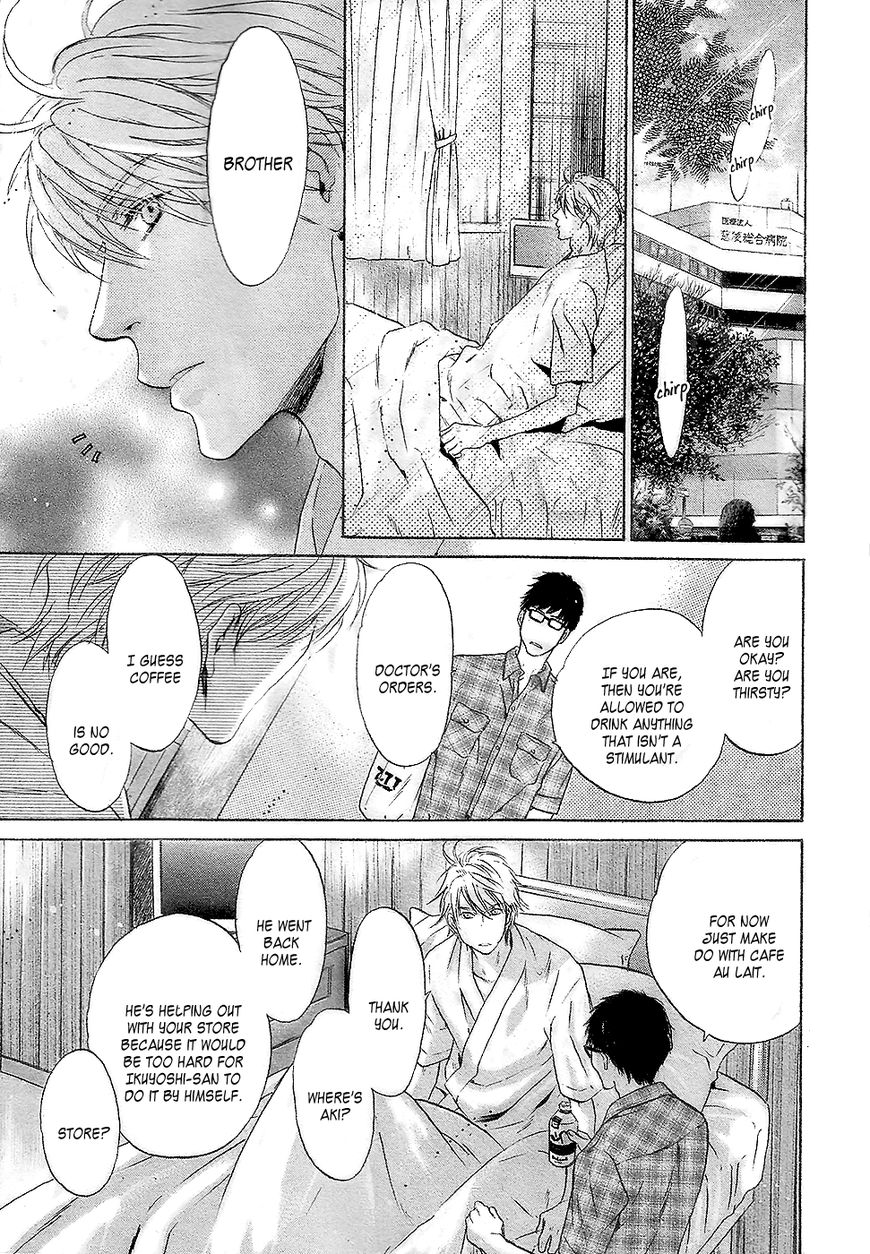 chirp
chirp
医療法人
慈優総合病院
chirp
BROTHER
ARE YOU
OKAY?
ARE YOU
THIRSTY?
IF YOU ARE,
THEN YOU'RE
ALLOWED TO
DRINK ANYTHING
THAT ISN'T A
STIMULANT.
DOCTOR'S
ORDERS.
I GUESS
COFFEE
IS NO
GOOD.
FOR NOW
JUST MAKE
DO WITH CAFE
AU LAIT.
THANK
YOU.
WHERE'S
AKI?
HE WENT
BACK
HOME.
HE'S HELPING OUT
WITH YOUR STORE
BECAUSE IT WOULD
BE TOO HARD FOR
IKUYOSHI-SAN TO
DO IT BY HIMSELF.
STORE?